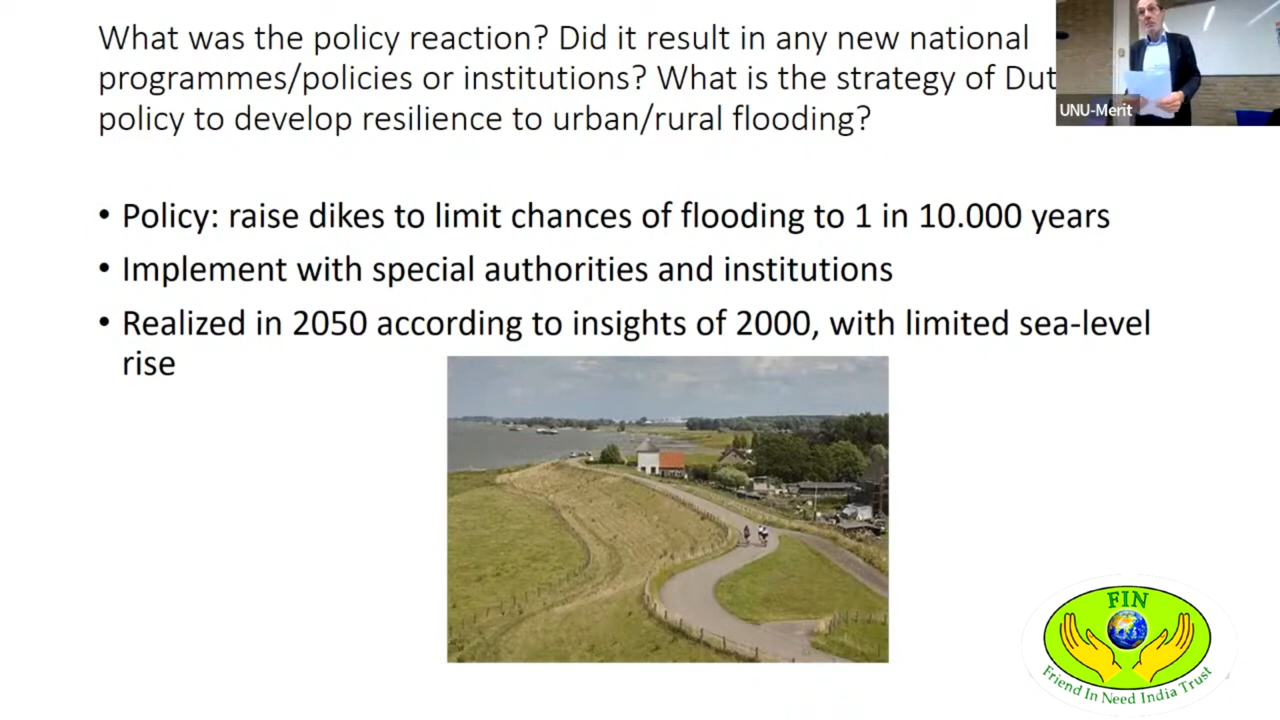 What was the policy reaction? Did it result in any new national
programmes/policies or institutions? What is the strategy of Dut
policy to develop resilience to urban/rural flooding?
UNU-Merit
• Policy: raise dikes to limit chances of flooding to 1 in 10.000 years
• Implement with special authorities and institutions
• Realized in 2050 according to insights of 2000, with limited sea-level
rise
FIN
Friend In Need India Trust